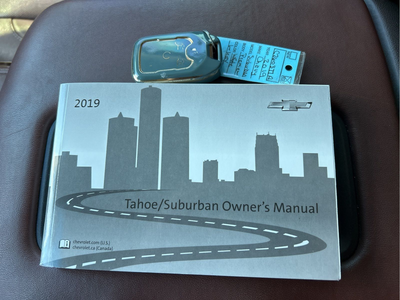 2019
Tahoe/Suburban Owner's Manual
chevrolet.com (U.S.)
chevrolet.ca (Canada)